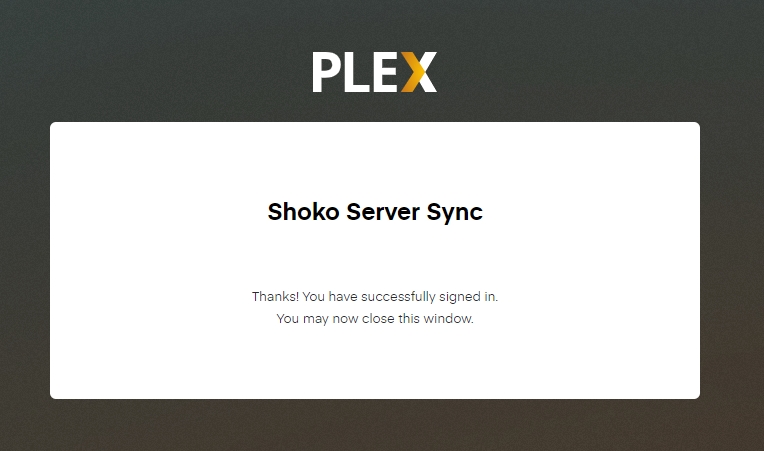 PLEX
Shoko Server Sync
Thanks! You have successfully signed in.
You may now close this window.